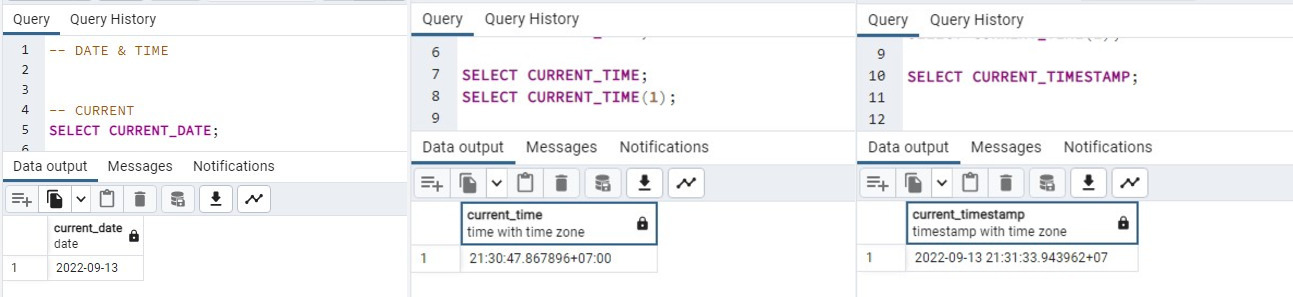 Query Query History
1 -- DATE & TIME
2
3
4 -- CURRENT
5 SELECT CURRENT_DATE;
Data output Messages Notifications
current_date
date
1 2022-09-13
Query Query History
6
7 SELECT CURRENT_TIME;
8 SELECT CURRENT_TIME(1);
9
Data output Messages Notifications
current_time
time with time zone
1 21:30:47.867896+07:00
Query Query History
9
10 SELECT CURRENT_TIMESTAMP;
11
12
Data output Messages Notifications
current_timestamp
timestamp with time zone
1 2022-09-13 21:31:33.943962+07